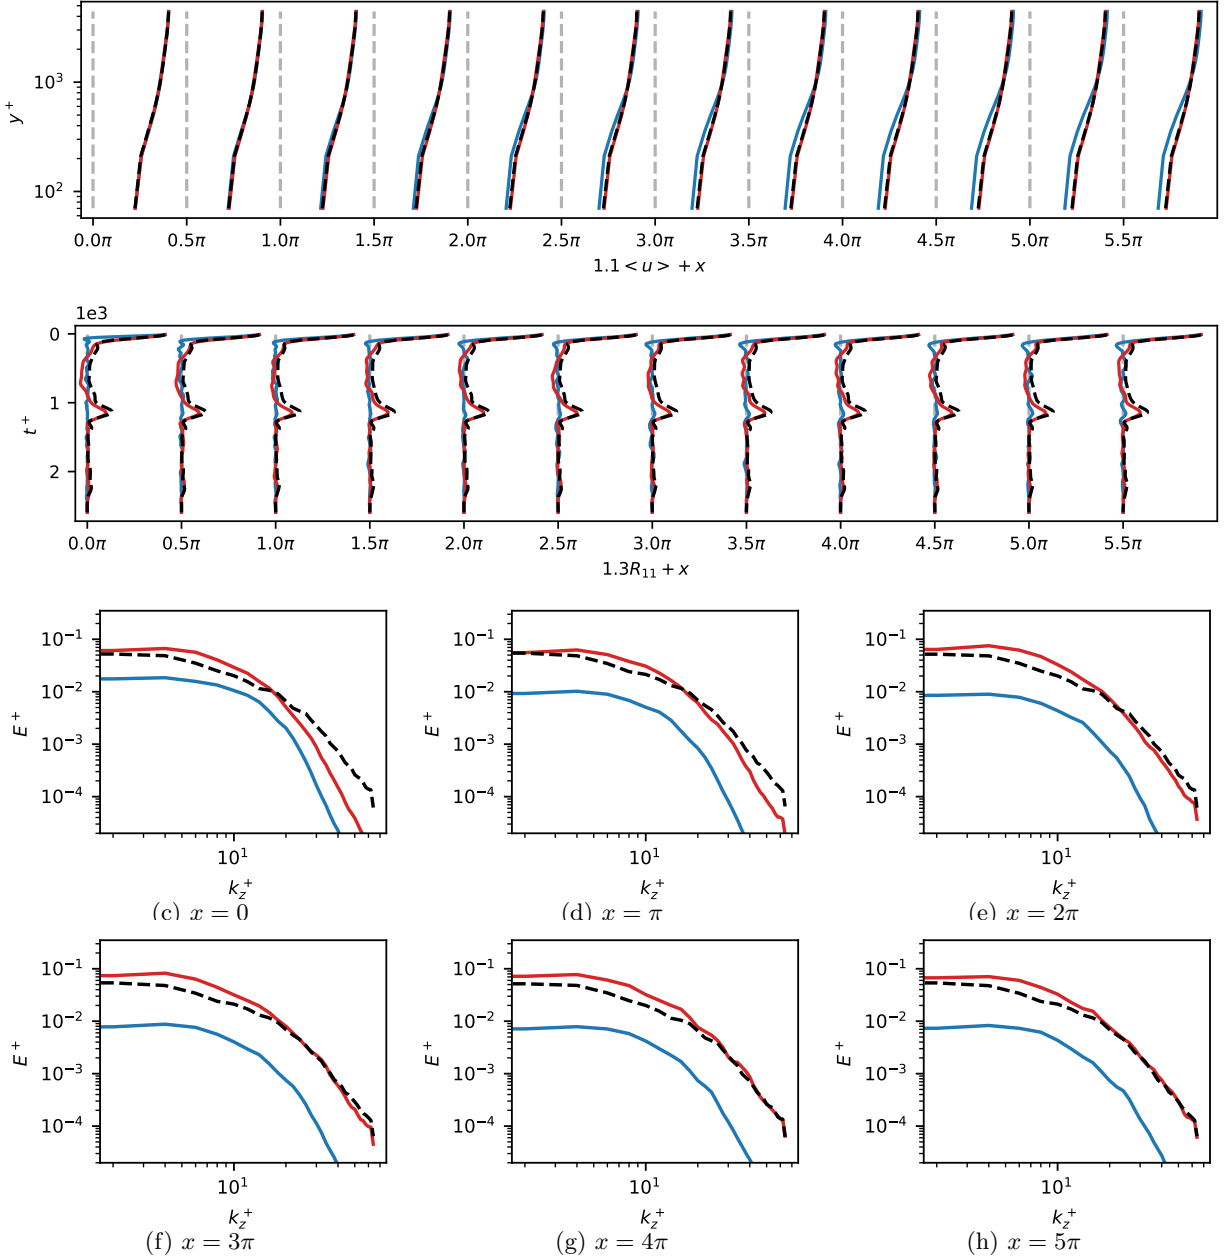 10³
10²
y⁺
0.0π 0.5π 1.0π 1.5π 2.0π 2.5π 3.0π 3.5π 4.0π 4.5π 5.0π 5.5π
1.1 < u > + x
1e3
0
1
2
t⁺
0.0π 0.5π 1.0π 1.5π 2.0π 2.5π 3.0π 3.5π 4.0π 4.5π 5.0π 5.5π
1.3R₁₁ + x
10⁻¹ 10⁻¹ 10⁻¹
10⁻² 10⁻² 10⁻²
E⁺ E⁺ E⁺
10⁻³ 10⁻³ 10⁻³
10⁻⁴ 10⁻⁴ 10⁻⁴
10¹ 10¹ 10¹
k_z⁺ k_z⁺ k_z⁺
(c) x = 0 (d) x = π (e) x = 2π
10⁻¹ 10⁻¹ 10⁻¹
10⁻² 10⁻² 10⁻²
E⁺ E⁺ E⁺
10⁻³ 10⁻³ 10⁻³
10⁻⁴ 10⁻⁴ 10⁻⁴
10¹ 10¹ 10¹
k_z⁺ k_z⁺ k_z⁺
(f) x = 3π (g) x = 4π (h) x = 5π